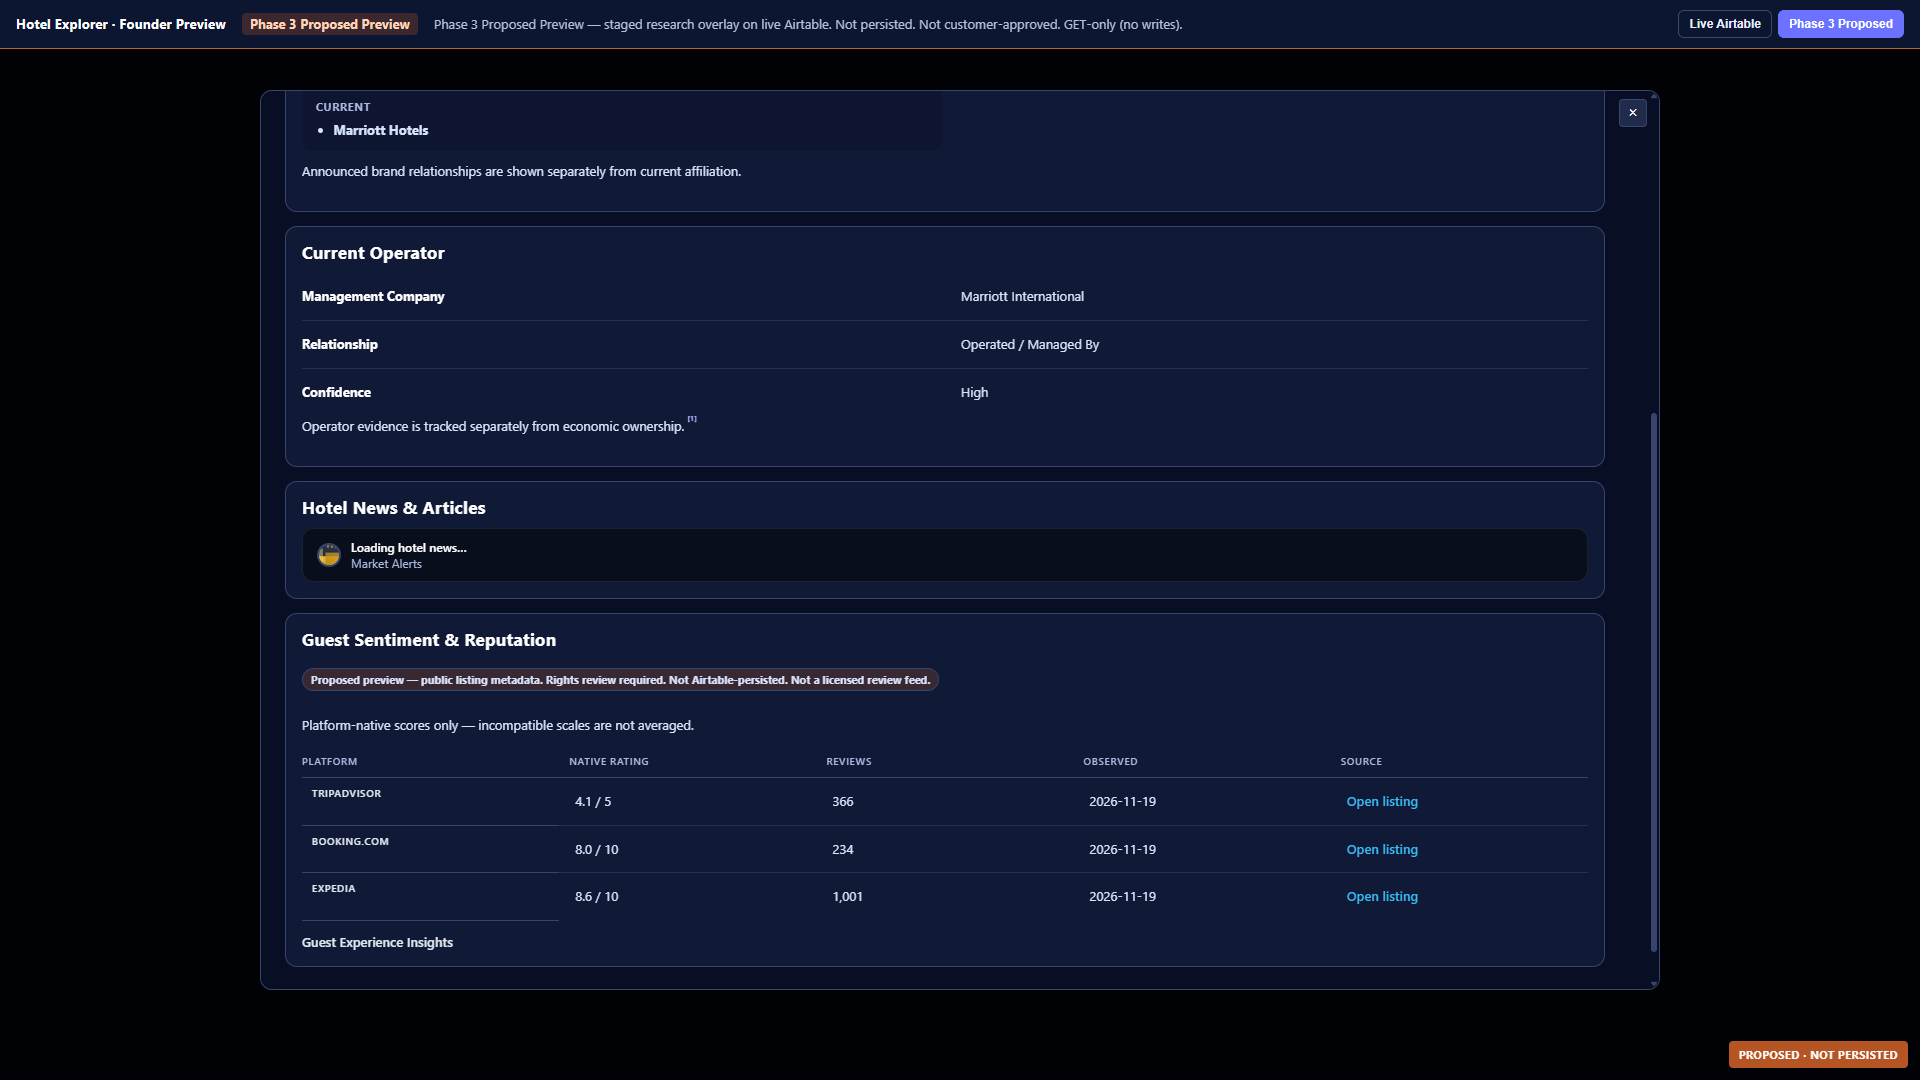 Hotel Explorer · Founder Preview
Phase 3 Proposed Preview
Phase 3 Proposed Preview — staged research overlay on live Airtable. Not persisted. Not customer-approved. GET-only (no writes).
Live Airtable
Phase 3 Proposed
×
CURRENT
• Marriott Hotels
Announced brand relationships are shown separately from current affiliation.
Current Operator
Management Company Marriott International
Relationship Operated / Managed By
Confidence High
Operator evidence is tracked separately from economic ownership. [1]
Hotel News & Articles
Loading hotel news...
Market Alerts
Guest Sentiment & Reputation
Proposed preview — public listing metadata. Rights review required. Not Airtable-persisted. Not a licensed review feed.
Platform-native scores only — incompatible scales are not averaged.
PLATFORM NATIVE RATING REVIEWS OBSERVED SOURCE
TRIPADVISOR 4.1 / 5 366 2026-11-19 Open listing
BOOKING.COM 8.0 / 10 234 2026-11-19 Open listing
EXPEDIA 8.6 / 10 1,001 2026-11-19 Open listing
Guest Experience Insights
PROPOSED · NOT PERSISTED